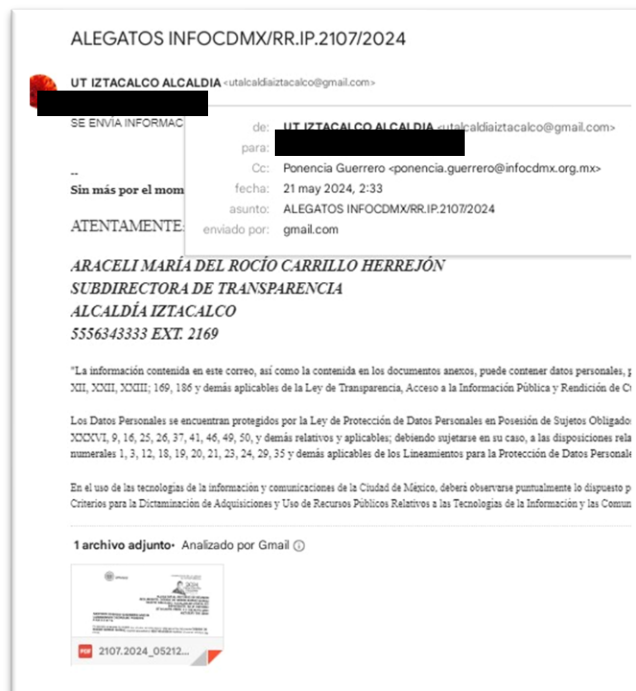 ALEGATOS INFOCDMX/RR.IP.2107/2024
UT IZTACALCO ALCALDIA <utalcaldiaiztacalco@gmail.com>
SE ENVÍA INFORMAC
de: UT IZTACALCO ALCALDIA <utalcaldiaiztacalco@gmail.com>
para:
Cc: Ponencia Guerrero <ponencia.guerrero@infocdmx.org.mx>
fecha: 21 may 2024, 2:33
asunto: ALEGATOS INFOCDMX/RR.IP.2107/2024
enviado por: gmail.com
--
Sin más por el mom
ATENTAMENTE
ARACELI MARÍA DEL ROCÍO CARRILLO HERREJÓN
SUBDIRECTORA DE TRANSPARENCIA
ALCALDÍA IZTACALCO
5556343333 EXT. 2169
"La información contenida en este correo, así como la contenida en los documentos anexos, puede contener datos personales, p
XII, XXII, XXIII; 169, 186 y demás aplicables de la Ley de Transparencia, Acceso a la Información Pública y Rendición de Cu
Los Datos Personales se encuentran protegidos por la Ley de Protección de Datos Personales en Posesión de Sujetos Obligado
XXXVI, 9, 16, 25, 26, 37, 41, 46, 49, 50, y demás relativos y aplicables; debiendo sujetarse en su caso, a las disposiciones rela
numerales 1, 3, 12, 18, 19, 20, 21, 23, 24, 29, 35 y demás aplicables de los Lineamientos para la Protección de Datos Personale
En el uso de las tecnologías de la información y comunicaciones de la Ciudad de México, deberá observarse puntualmente lo dispuesto p
Criterios para la Dictaminación de Adquisiciones y Uso de Recursos Públicos Relativos a las Tecnologías de la Información y las Comun
1 archivo adjunto• Analizado por Gmail
2024
PDF 2107.2024_05212...